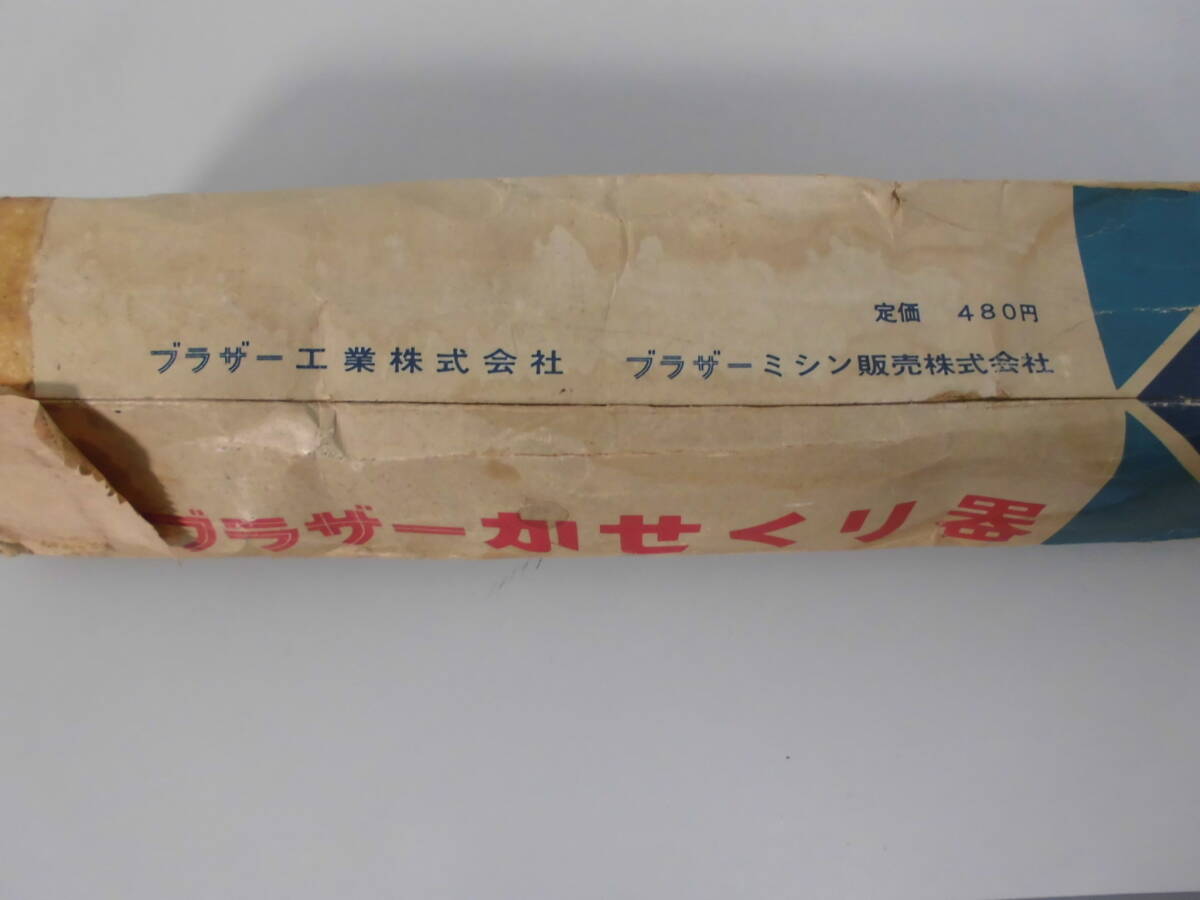 定価 480円
ブラザー工業株式会社 ブラザーミシン販売株式会社
ブラザーかせくり器